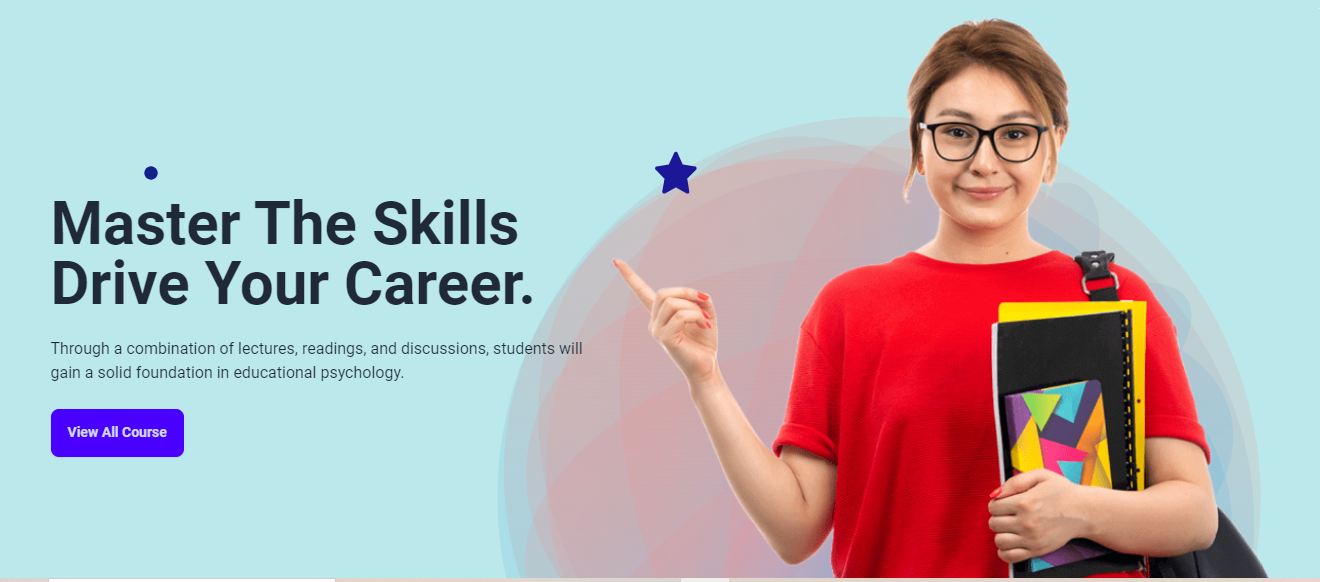 Master The Skills
Drive Your Career.
Through a combination of lectures, readings, and discussions, students will
gain a solid foundation in educational psychology.
View All Course